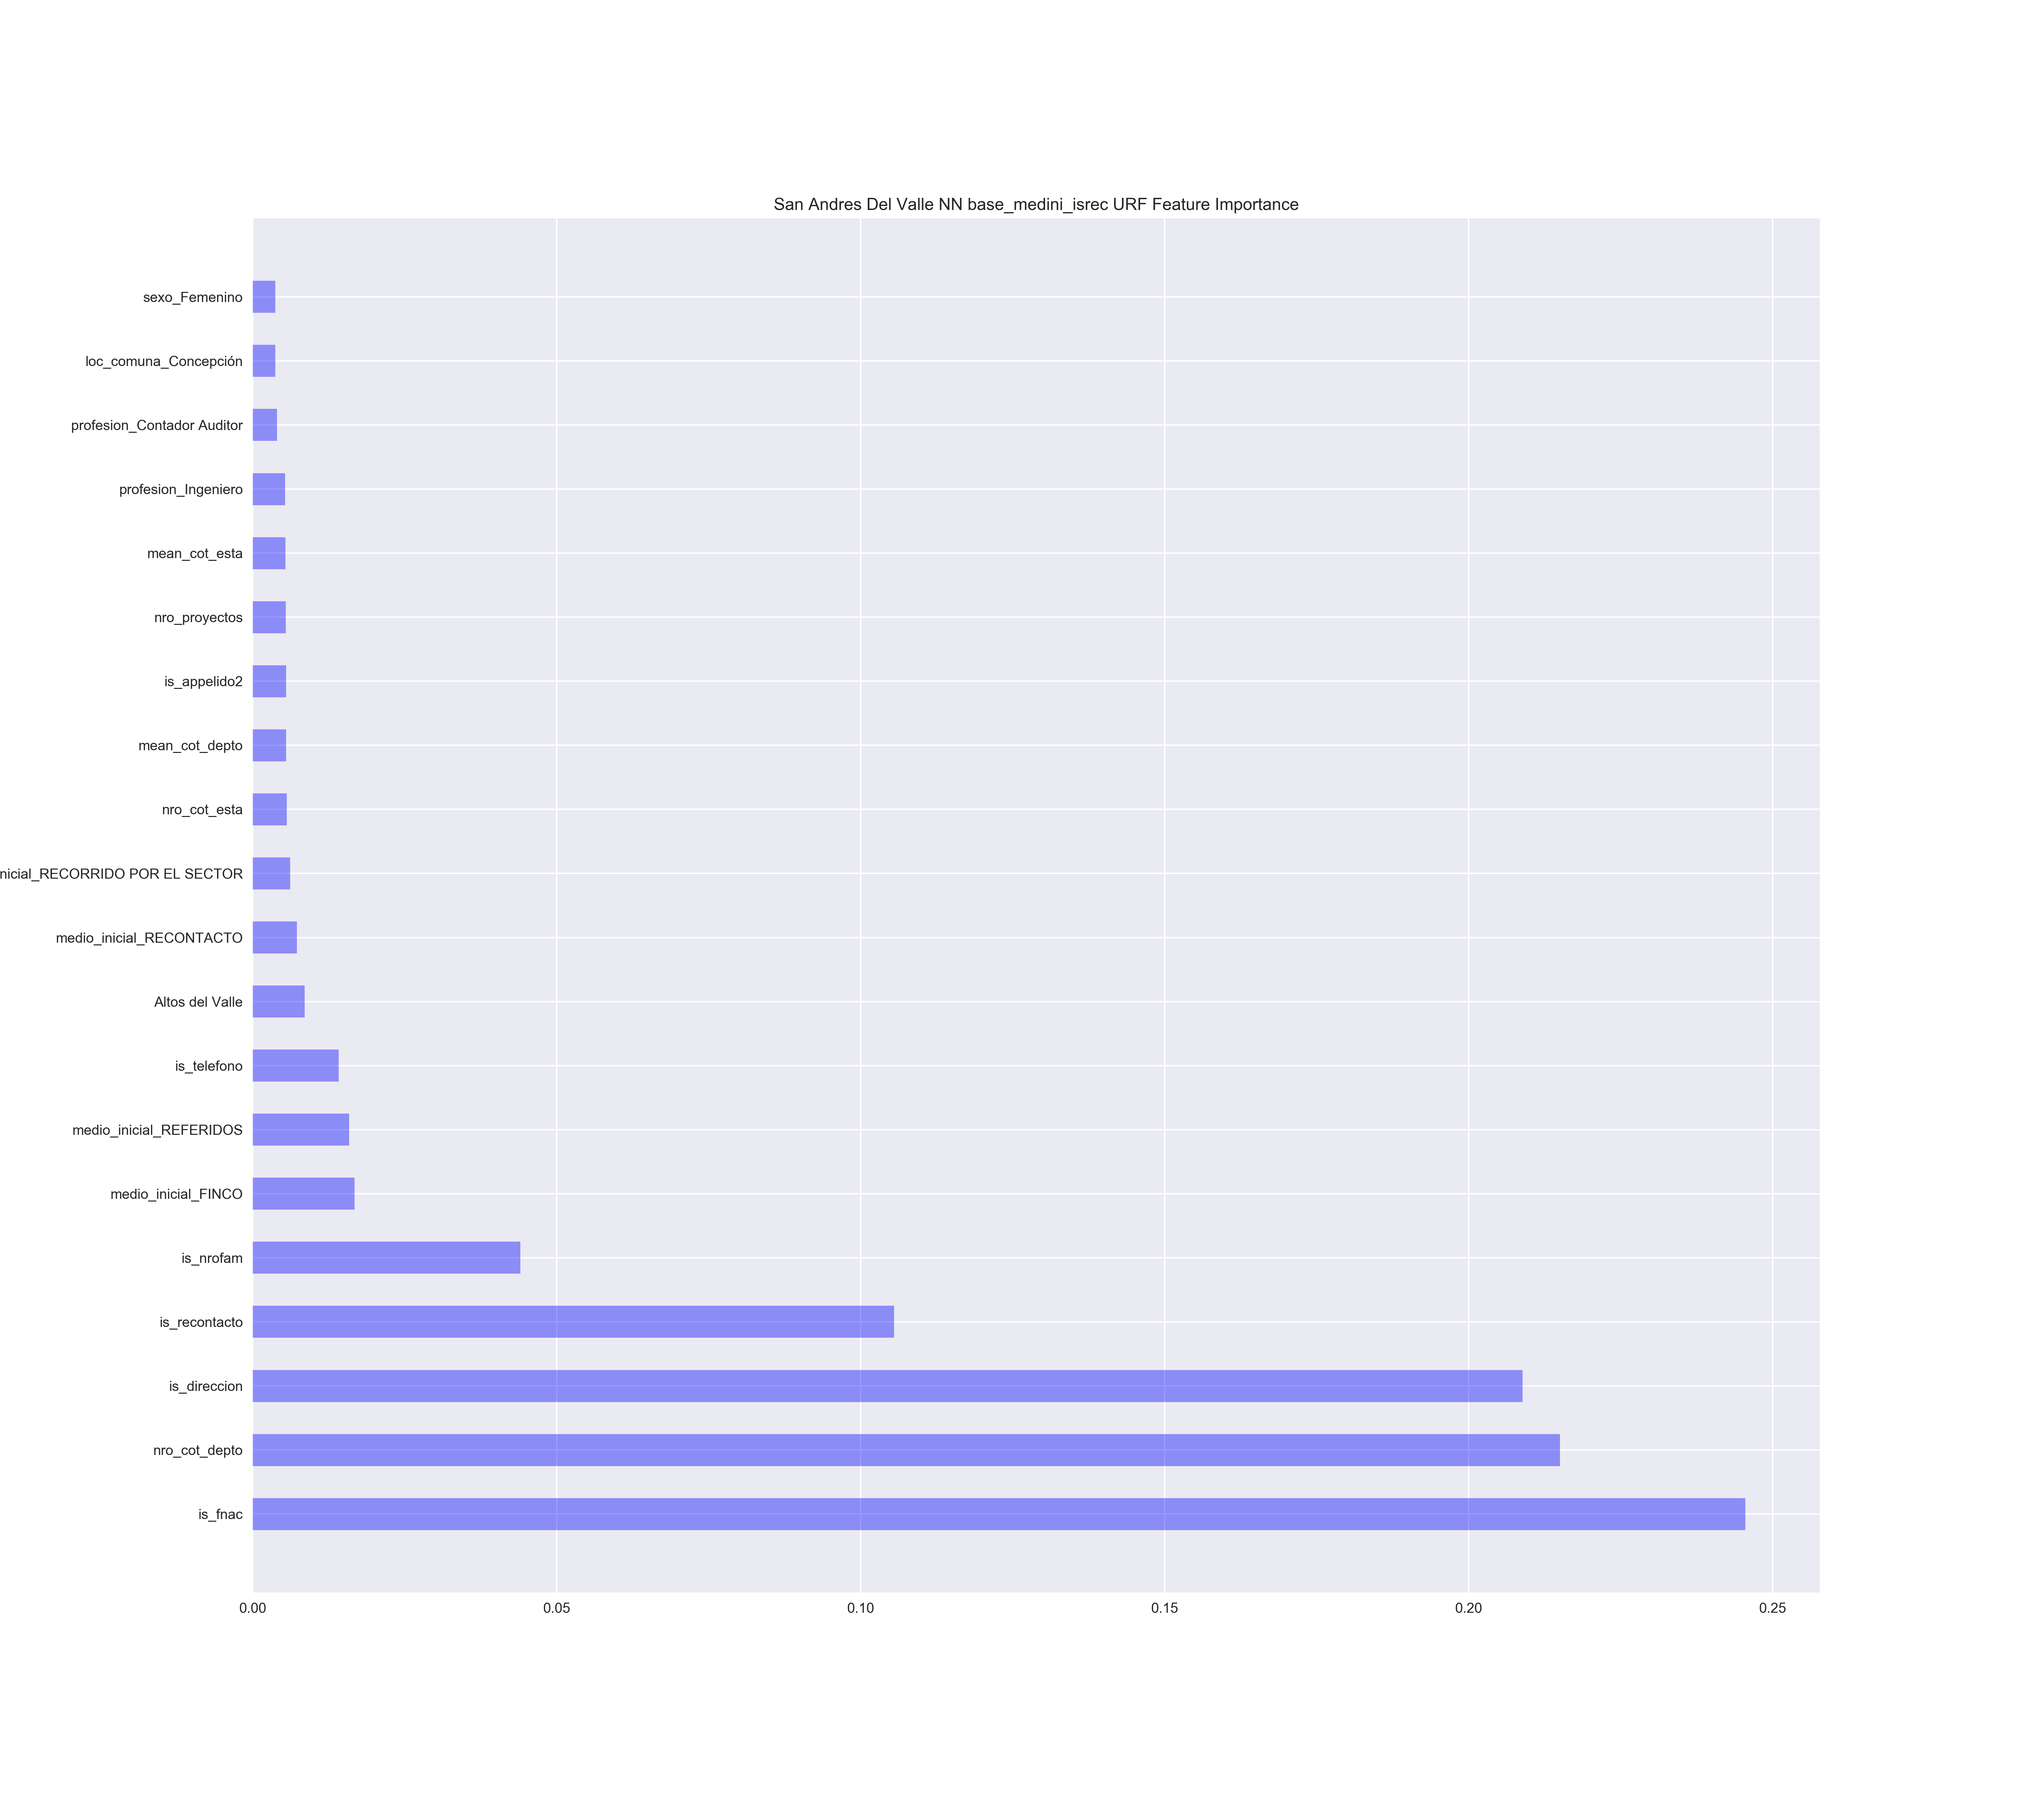 San Andres Del Valle NN base_medini_isrec URF Feature Importance
sexo_Femenino
loc_comuna_Concepción
profesion_Contador Auditor
profesion_Ingeniero
mean_cot_esta
nro_proyectos
is_appelido2
mean_cot_depto
nro_cot_esta
nicial_RECORRIDO POR EL SECTOR
medio_inicial_RECONTACTO
Altos del Valle
is_telefono
medio_inicial_REFERIDOS
medio_inicial_FINCO
is_nrofam
is_recontacto
is_direccion
nro_cot_depto
is_fnac
0.00 0.05 0.10 0.15 0.20 0.25